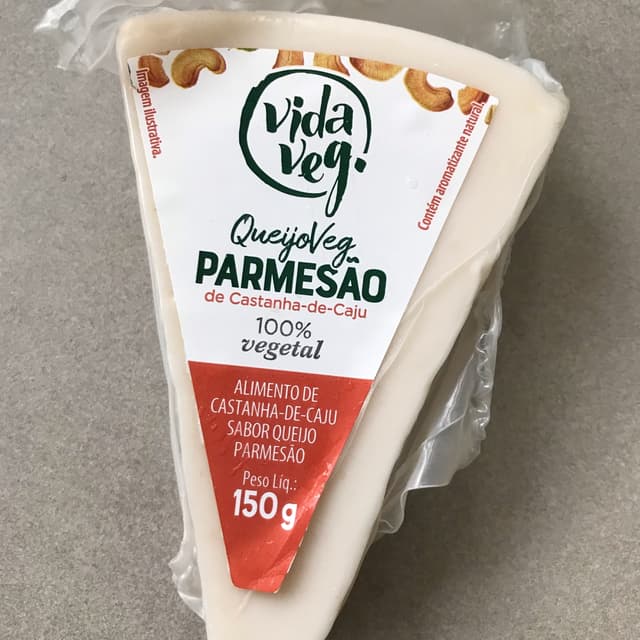 Imagem ilustrativa.
vida
veg.
Contém aromatizante natural.
QueijoVeg
PARMESÃO
de Castanha-de-Caju
100%
vegetal
ALIMENTO DE
CASTANHA-DE-CAJU
SABOR QUEIJO
PARMESÃO
Peso Líq.:
150 g